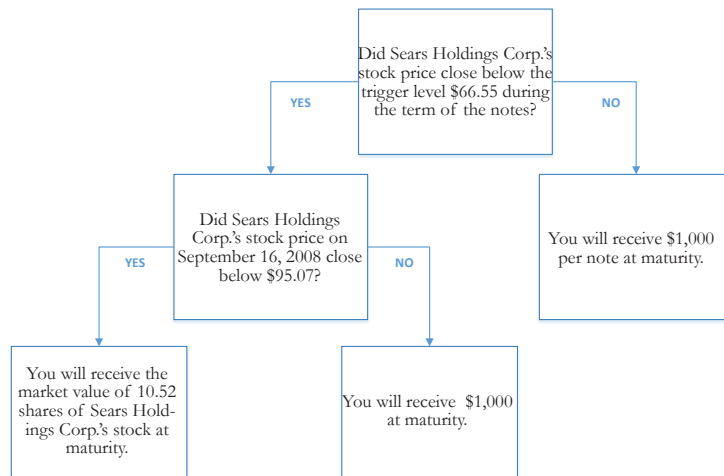 Did Sears Holdings Corp.'s
stock price close below the
trigger level $66.55 during
the term of the notes?
YES
NO
Did Sears Holdings
Corp.'s stock price on
September 16, 2008 close
below $95.07?
You will receive $1,000
per note at maturity.
YES
NO
You will receive the
market value of 10.52
shares of Sears Hold-
ings Corp.'s stock at
maturity.
You will receive $1,000
at maturity.